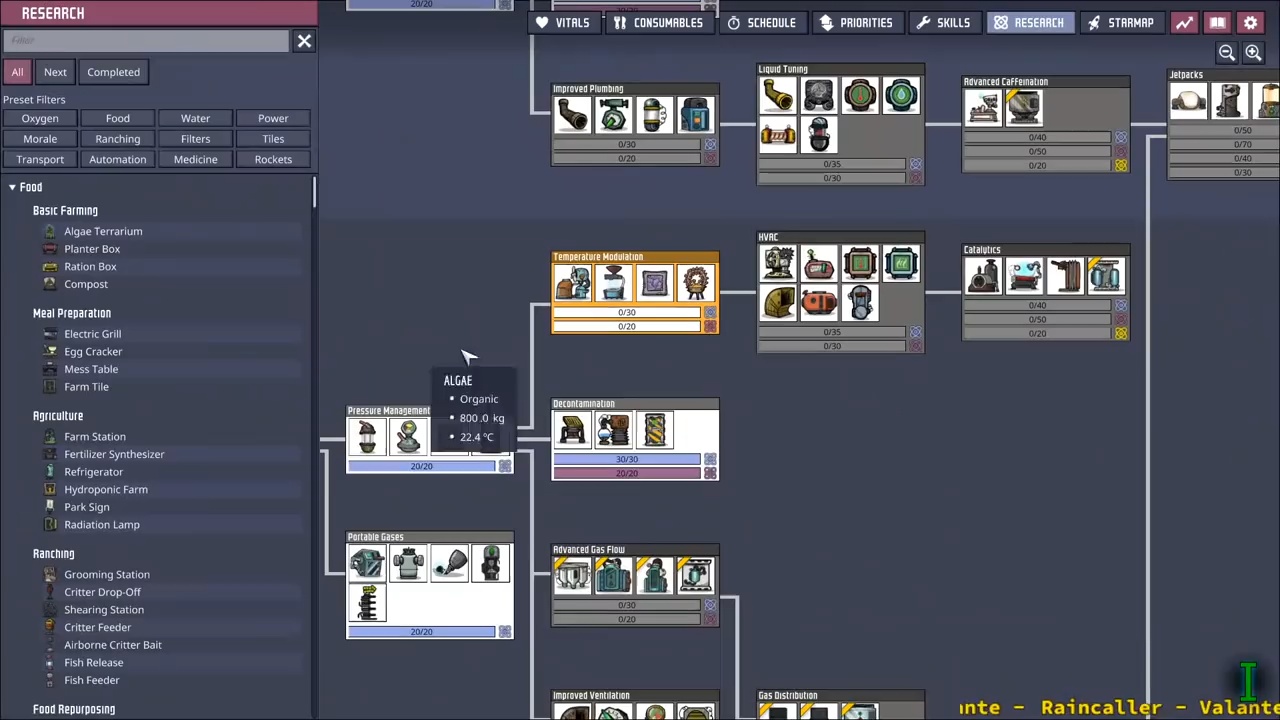 RESEARCH
Filter
All
Next
Completed
Preset Filters
Oxygen
Food
Water
Power
Morale
Ranching
Filters
Tiles
Transport
Automation
Medicine
Rockets
Food
Basic Farming
Algae Terrarium
Planter Box
Ration Box
Compost
Meal Preparation
Electric Grill
Egg Cracker
Mess Table
Farm Tile
Agriculture
Farm Station
Fertilizer Synthesizer
Refrigerator
Hydroponic Farm
Park Sign
Radiation Lamp
Ranching
Grooming Station
Critter Drop-Off
Shearing Station
Critter Feeder
Airborne Critter Bait
Fish Release
Fish Feeder
Food Repurposing
VITALS
CONSUMABLES
SCHEDULE
PRIORITIES
SKILLS
RESEARCH
STARMAP
20/20
Improved Plumbing
0/30
0/20
Liquid Tuning
0/35
0/30
Advanced Caffeination
0/40
0/50
0/20
Jetpacks
0/50
0/70
0/40
0/30
Temperature Modulation
0/30
0/20
HVAC
0/35
0/30
Catalytics
0/40
0/50
0/20
ALGAE
• Organic
• 800.0 kg
• 22.4 °C
Pressure Management
20/20
Decontamination
30/30
20/20
Portable Gases
20/20
Advanced Gas Flow
0/30
0/20
Improved Ventilation
Gas Distribution
ante - Raincaller - Valante